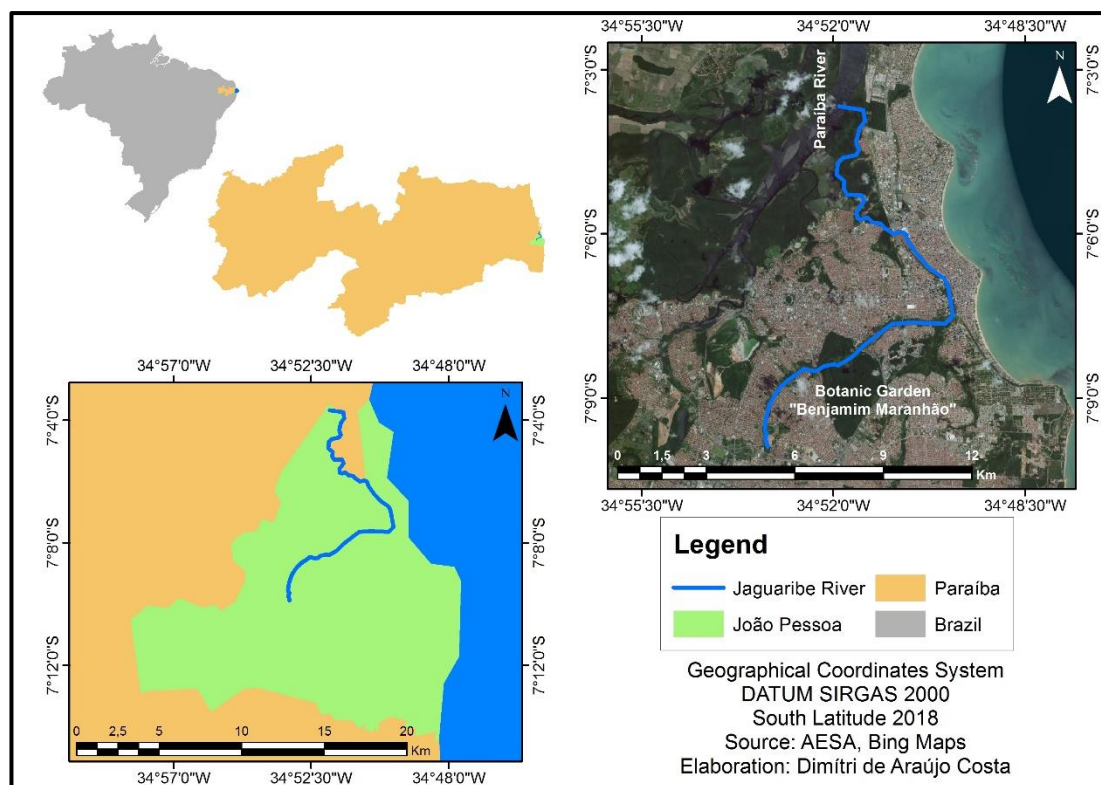 34°55'30"W 34°52'0"W 34°48'30"W
7°3'0"S
7°6'0"S
7°9'0"S
7°3'0"S
7°6'0"S
7°9'0"S
N
Paraíba River
Botanic Garden
"Benjamim Maranhão"
0 1,5 3 6 9 12
Km
34°55'30"W 34°52'0"W 34°48'30"W
34°57'0"W 34°52'30"W 34°48'0"W
7°4'0"S
7°8'0"S
7°12'0"S
7°4'0"S
7°8'0"S
7°12'0"S
N
0 2,5 5 10 15 20
Km
34°57'0"W 34°52'30"W 34°48'0"W
Legend
Jaguaribe River Paraíba
João Pessoa Brazil
Geographical Coordinates System
DATUM SIRGAS 2000
South Latitude 2018
Source: AESA, Bing Maps
Elaboration: Dimítri de Araújo Costa